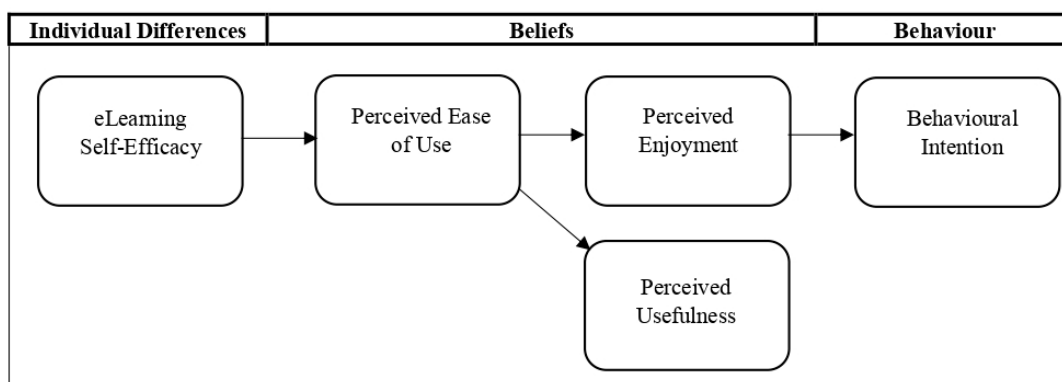 Individual Differences
Beliefs
Behaviour
eLearning
Self-Efficacy
Perceived Ease
of Use
Perceived
Enjoyment
Behavioural
Intention
Perceived
Usefulness